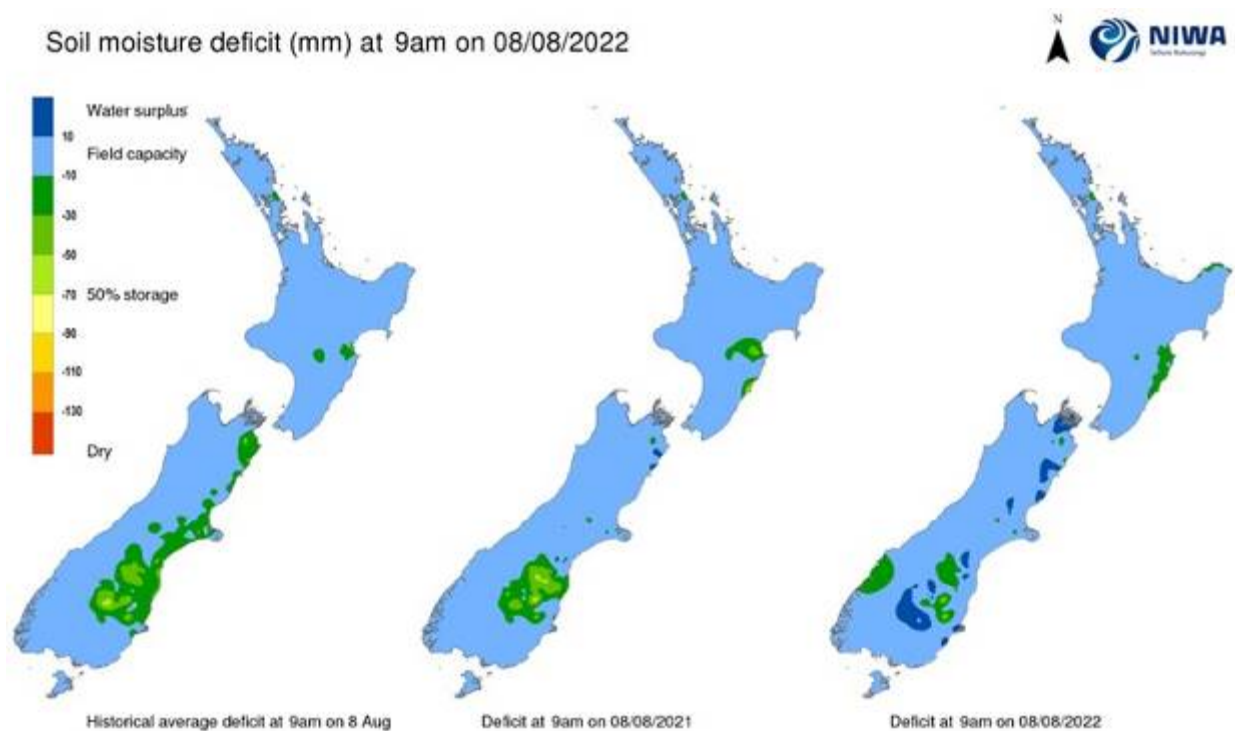 Soil moisture deficit (mm) at 9am on 08/08/2022
N
NIWA
Taihoro Nukurangi
Water surplus
10
Field capacity
-10
-30
-50
-70
50% storage
-90
-110
-130
Dry
Historical average deficit at 9am on 8 Aug
Deficit at 9am on 08/08/2021
Deficit at 9am on 08/08/2022